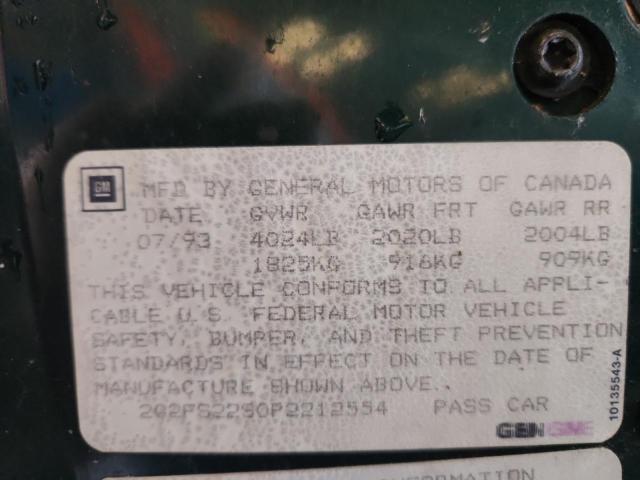 GM
MFD BY GENERAL MOTORS OF CANADA
DATE GVWR GAWR FRT GAWR RR
07/93 4024LB 2020LB 2004LB
1825KG 916KG 909KG
THIS VEHICLE CONFORMS TO ALL APPLI-
CABLE U.S. FEDERAL MOTOR VEHICLE
SAFETY, BUMPER, AND THEFT PREVENTION
STANDARDS IN EFFECT ON THE DATE OF
MANUFACTURE SHOWN ABOVE.
2G2FS22S0P2212554 PASS CAR
10135543-A
INFORMATION